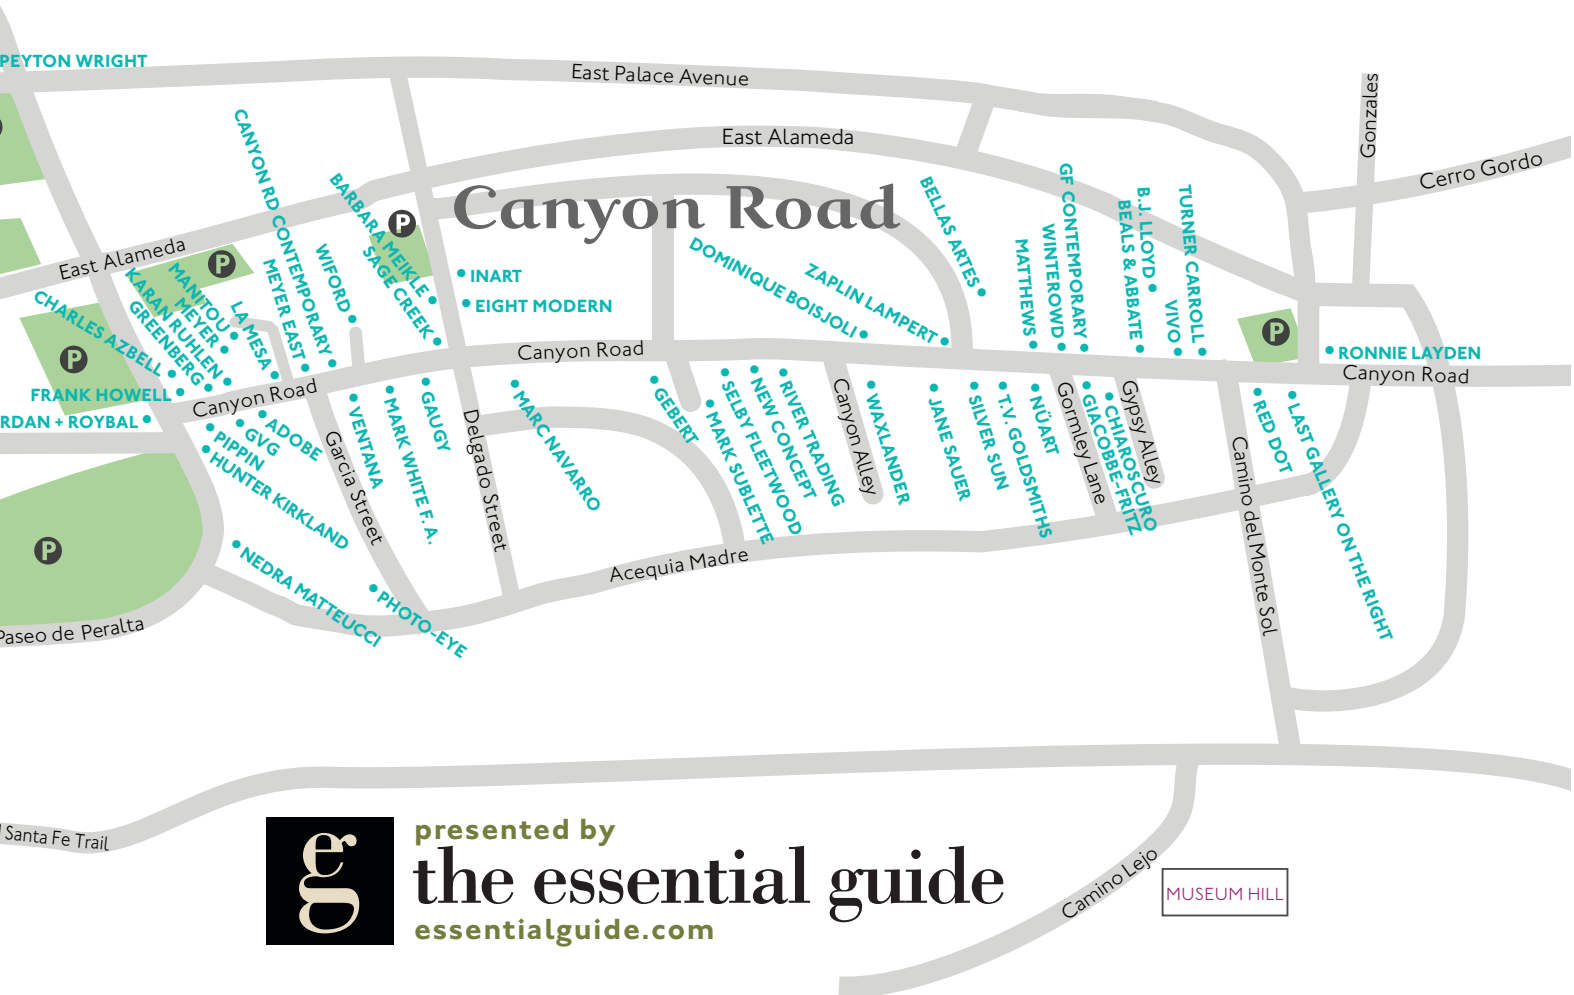 PEYTON WRIGHT
East Palace Avenue
East Alameda
Gonzales
Cerro Gordo
Canyon Road
East Alameda
P
P
P
P
P
CANYON RD CONTEMPORARY
BARBARA MEIKLE
SAGE CREEK
WIFORD
MEYER EAST
LA MESA
MANITOU
MEYER
KARAN RUHLEN
GREENBERG
CHARLES AZBELL
FRANK HOWELL
RDAN + ROYBAL
INART
EIGHT MODERN
DOMINIQUE BOISJOLI
ZAPLIN LAMPERT
BELLAS ARTES
MATTHEWS
WINTEROWD
GF CONTEMPORARY
BEALS & ABBATE
B.J. LLOYD
VIVO
TURNER CARROLL
RONNIE LAYDEN
Canyon Road
Canyon Road
Canyon Road
PIPPIN
GVG
ADOBE
HUNTER KIRKLAND
NEDRA MATTEUCCI
PHOTO-EYE
Garcia Street
VENTANA
MARK WHITE F. A.
GAUGY
Delgado Street
MARC NAVARRO
GEBERT
MARK SUBLETTE
SELBY FLEETWOOD
NEW CONCEPT
RIVER TRADING
Canyon Alley
WAXLANDER
JANE SAUER
SILVER SUN
T.V. GOLDSMITHS
NÜART
Gormley Lane
GIACOBBE-FRITZ
CHIAROSCURO
Gypsy Alley
Camino del Monte Sol
RED DOT
LAST GALLERY ON THE RIGHT
Acequia Madre
Paseo de Peralta
Santa Fe Trail
Camino Lejo
MUSEUM HILL
g
presented by
the essential guide
essentialguide.com